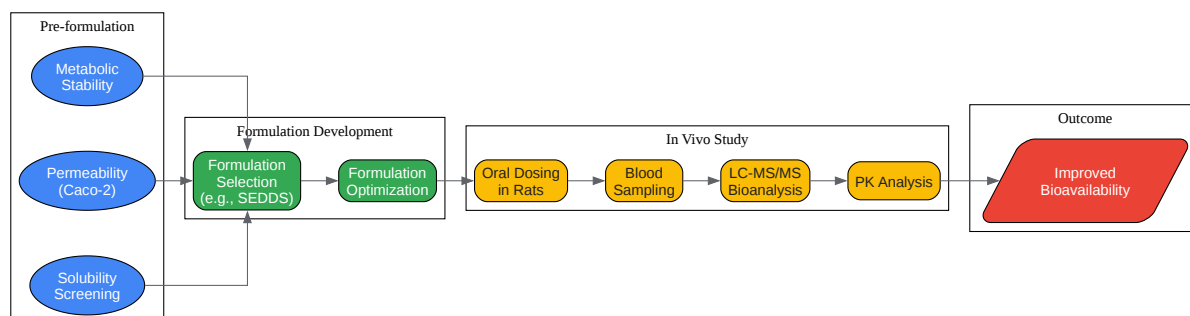 Pre-formulation
Metabolic
Stability
Permeability
(Caco-2)
Solubility
Screening
Formulation Development
Formulation
Selection
(e.g., SEDDS)
Formulation
Optimization
In Vivo Study
Oral Dosing
in Rats
Blood
Sampling
LC-MS/MS
Bioanalysis
PK Analysis
Outcome
Improved
Bioavailability